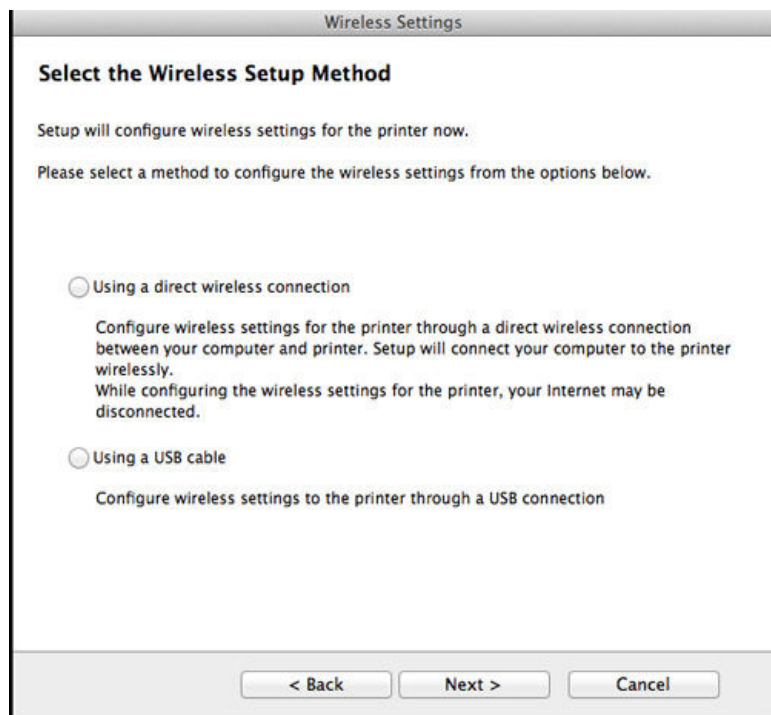 Wireless Settings
Select the Wireless Setup Method
Setup will configure wireless settings for the printer now.
Please select a method to configure the wireless settings from the options below.
Using a direct wireless connection
Configure wireless settings for the printer through a direct wireless connection
between your computer and printer. Setup will connect your computer to the printer
wirelessly.
While configuring the wireless settings for the printer, your Internet may be
disconnected.
Using a USB cable
Configure wireless settings to the printer through a USB connection
< Back Next > Cancel